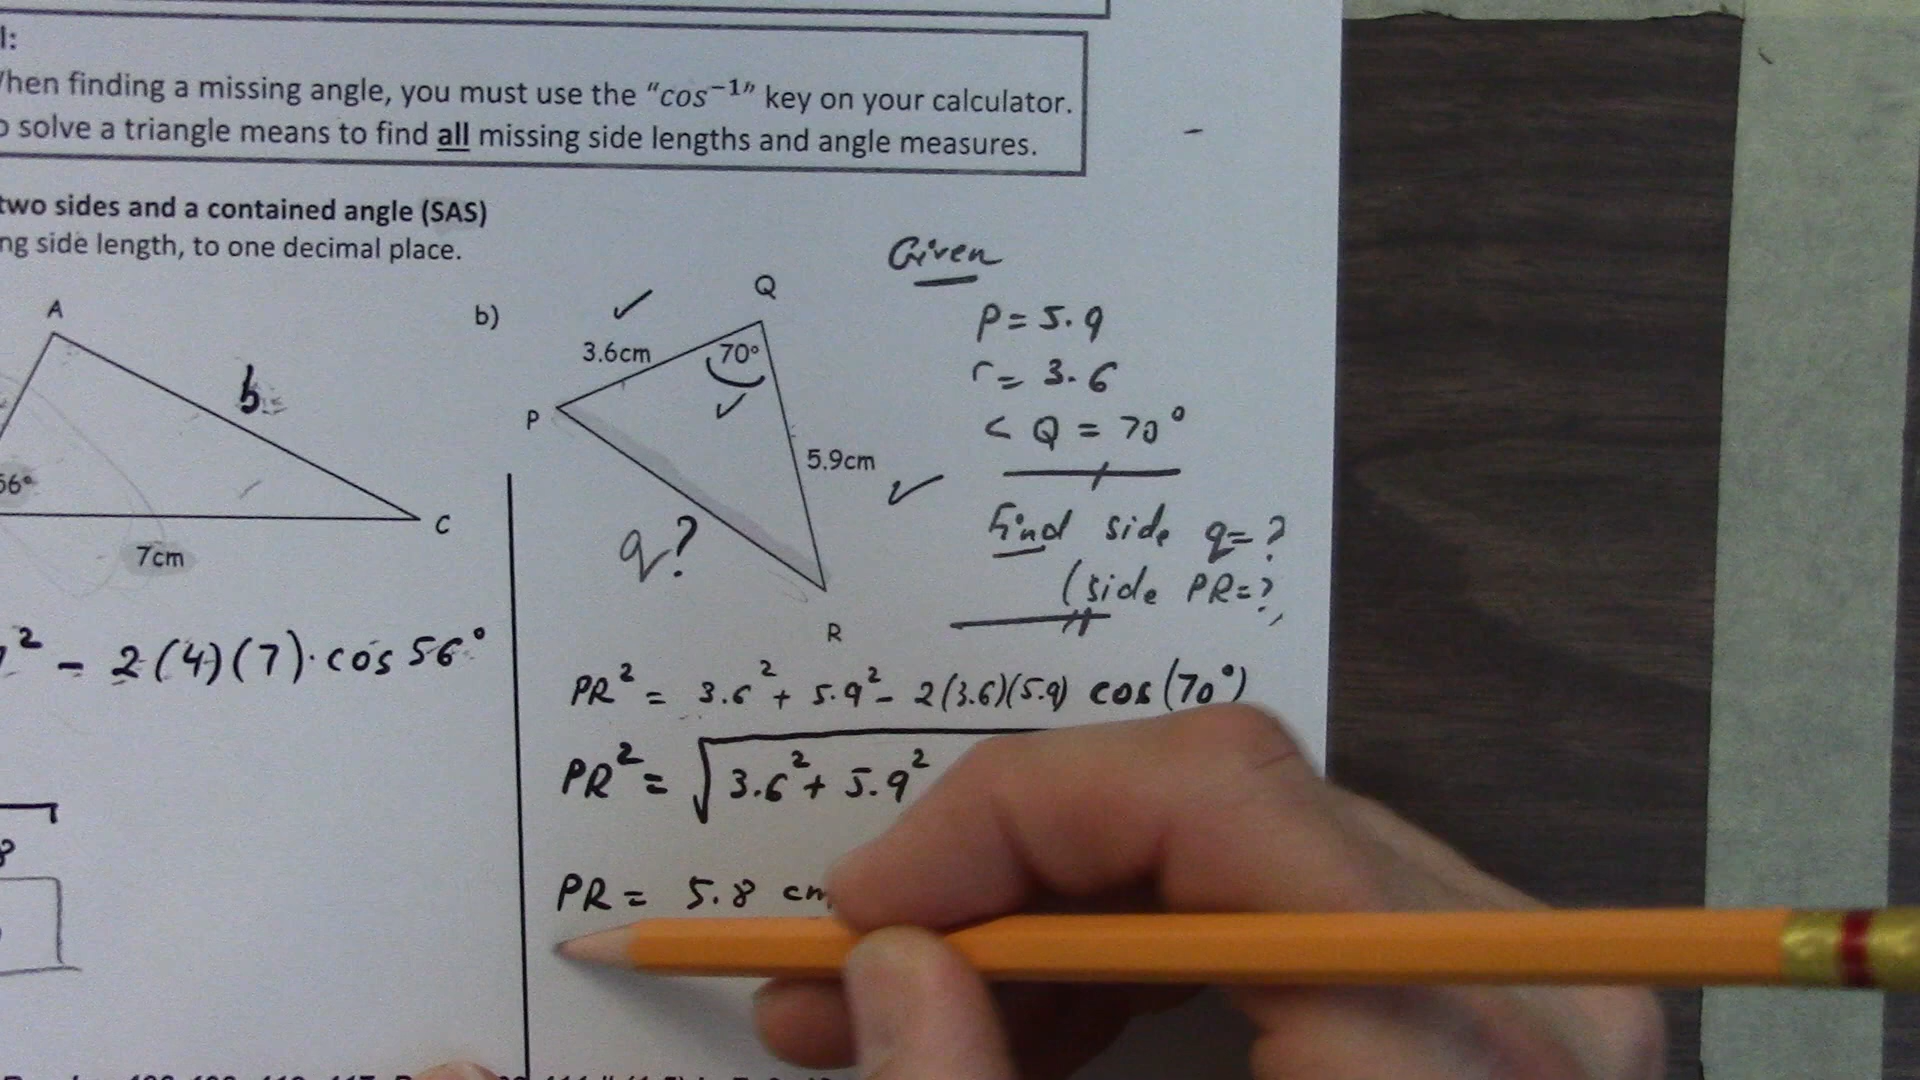 l:
hen finding a missing angle, you must use the "cos⁻¹" key on your calculator.
o solve a triangle means to find all missing side lengths and angle measures.
two sides and a contained angle (SAS)
ng side length, to one decimal place.
A
b
56°
7cm
C
² - 2(4)(7)·cos 56°
b)
Q
3.6cm
70°
P
5.9cm
q?
R
Given
P = 5.9
r = 3.6
< Q = 70°
Find side q = ?
(side PR = ?
PR² = 3.6² + 5.9² - 2(3.6)(5.9) cos(70°)
PR² = √3.6² + 5.9²
PR = 5.8 cm